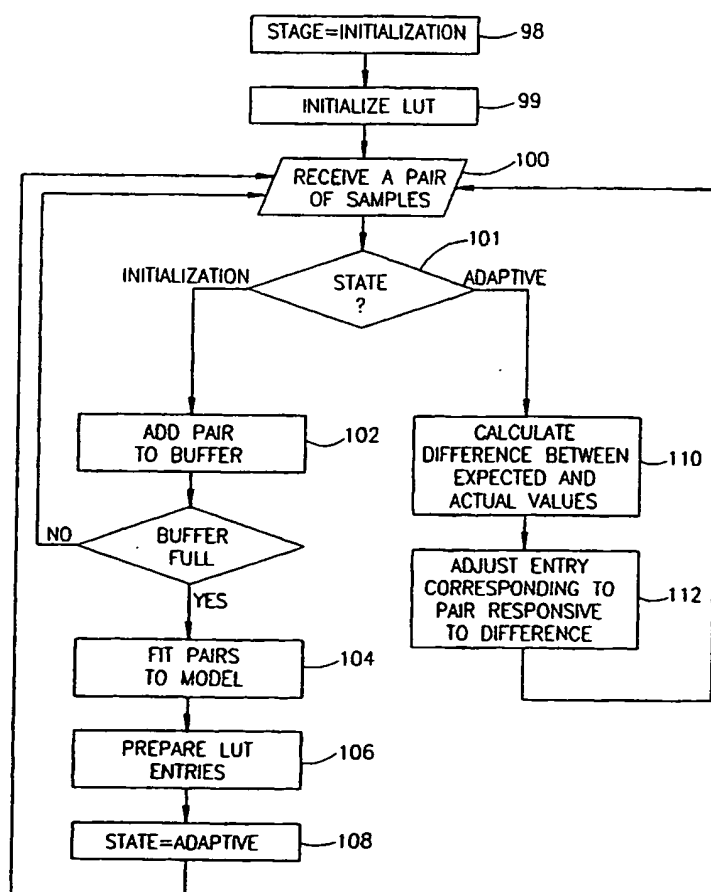 STAGE=INITIALIZATION
98
INITIALIZE LUT
99
RECEIVE A PAIR
OF SAMPLES
100
101
INITIALIZATION
STATE
?
ADAPTIVE
ADD PAIR
TO BUFFER
102
CALCULATE
DIFFERENCE BETWEEN
EXPECTED AND
ACTUAL VALUES
110
NO
BUFFER
FULL
YES
ADJUST ENTRY
CORRESPONDING TO
PAIR RESPONSIVE
TO DIFFERENCE
112
FIT PAIRS
TO MODEL
104
PREPARE LUT
ENTRIES
106
STATE=ADAPTIVE
108